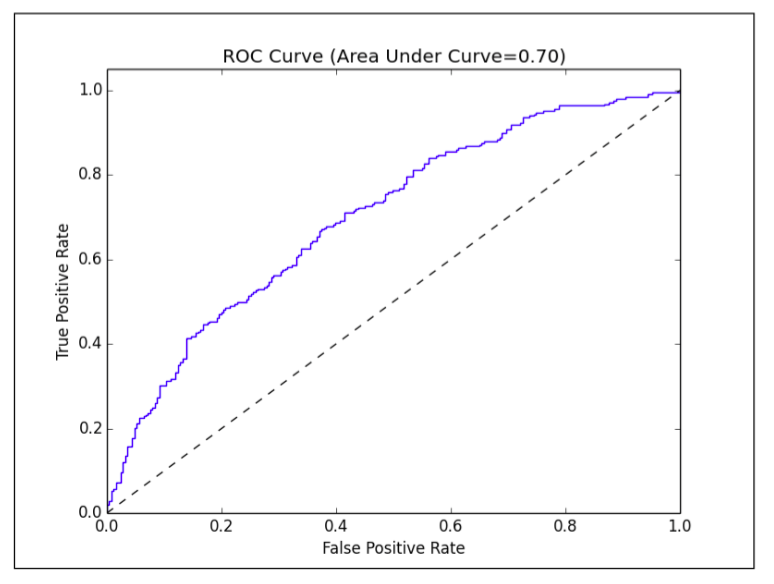 ROC Curve (Area Under Curve=0.70)
1.0
0.8
0.6
0.4
0.2
0.0
True Positive Rate
0.0 0.2 0.4 0.6 0.8 1.0
False Positive Rate